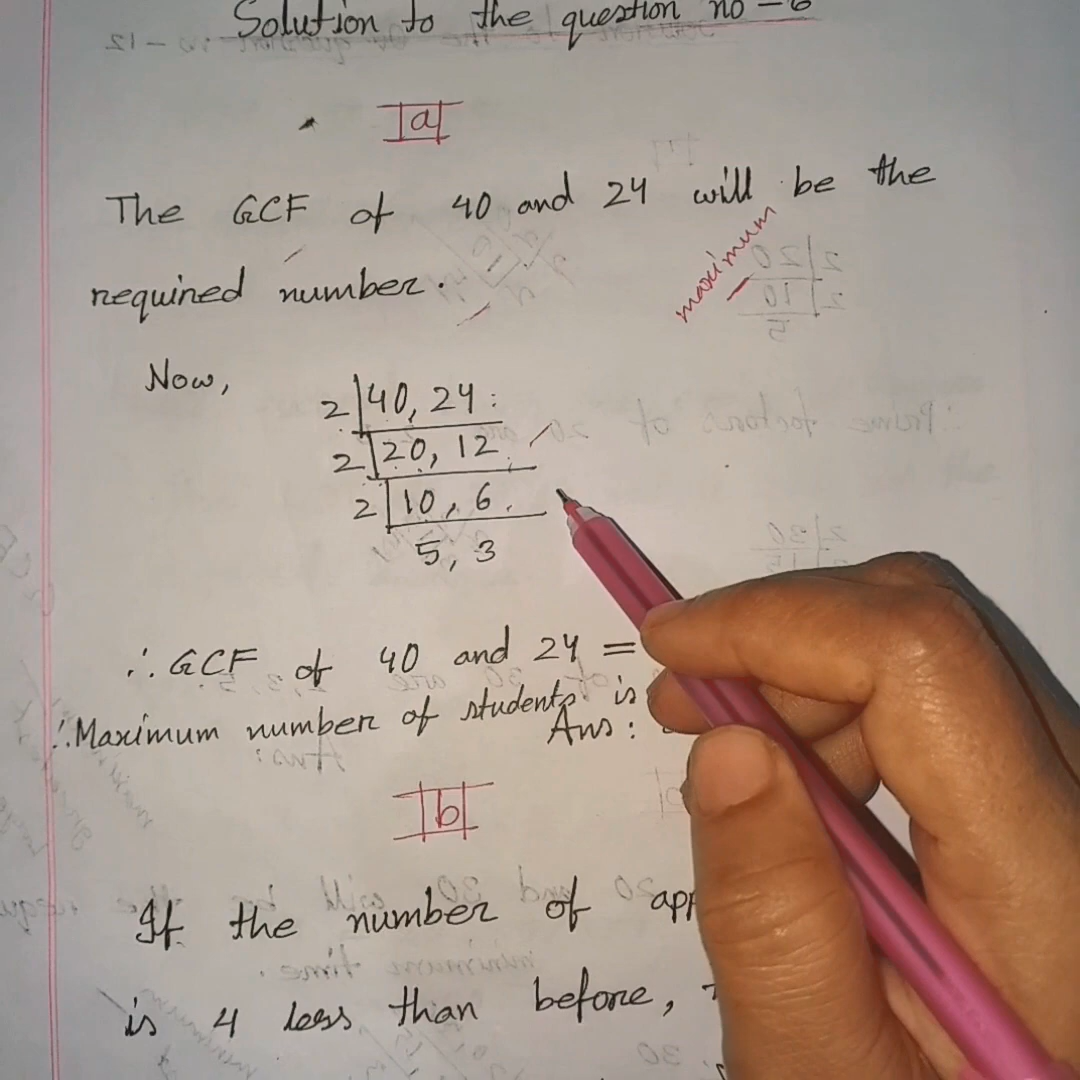 Solution to the question no - 6
a
The GCF of 40 and 24 will be the
maximum
required number.
Now,
2 | 40, 24
2 | 20, 12
2 | 10, 6
5, 3
∴ GCF of 40 and 24 =
∴ Maximum number of students is
Ans:
b
If the number of
is 4 less than before,